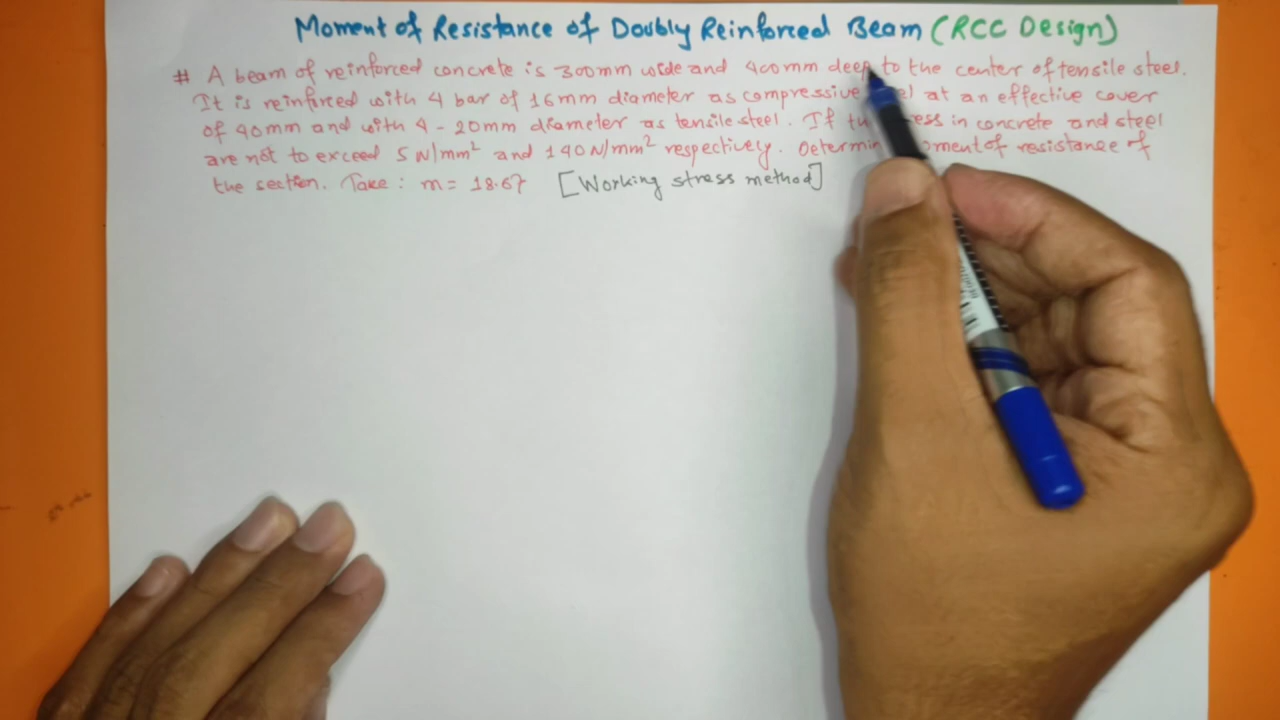 Moment of Resistance of Doubly Reinforced Beam (RCC Design)
# A beam of reinforced concrete is 300mm wide and 400mm deep to the center of tensile steel.
It is reinforced with 4 bar of 16mm diameter as compressive at an effective cover
of 40mm and with 4-20mm diameter as tensile steel. If in concrete and steel
are not to exceed 5 N/mm² and 140 N/mm² respectively. of resistance of
the section. Take: m = 18.67 [Working stress method]